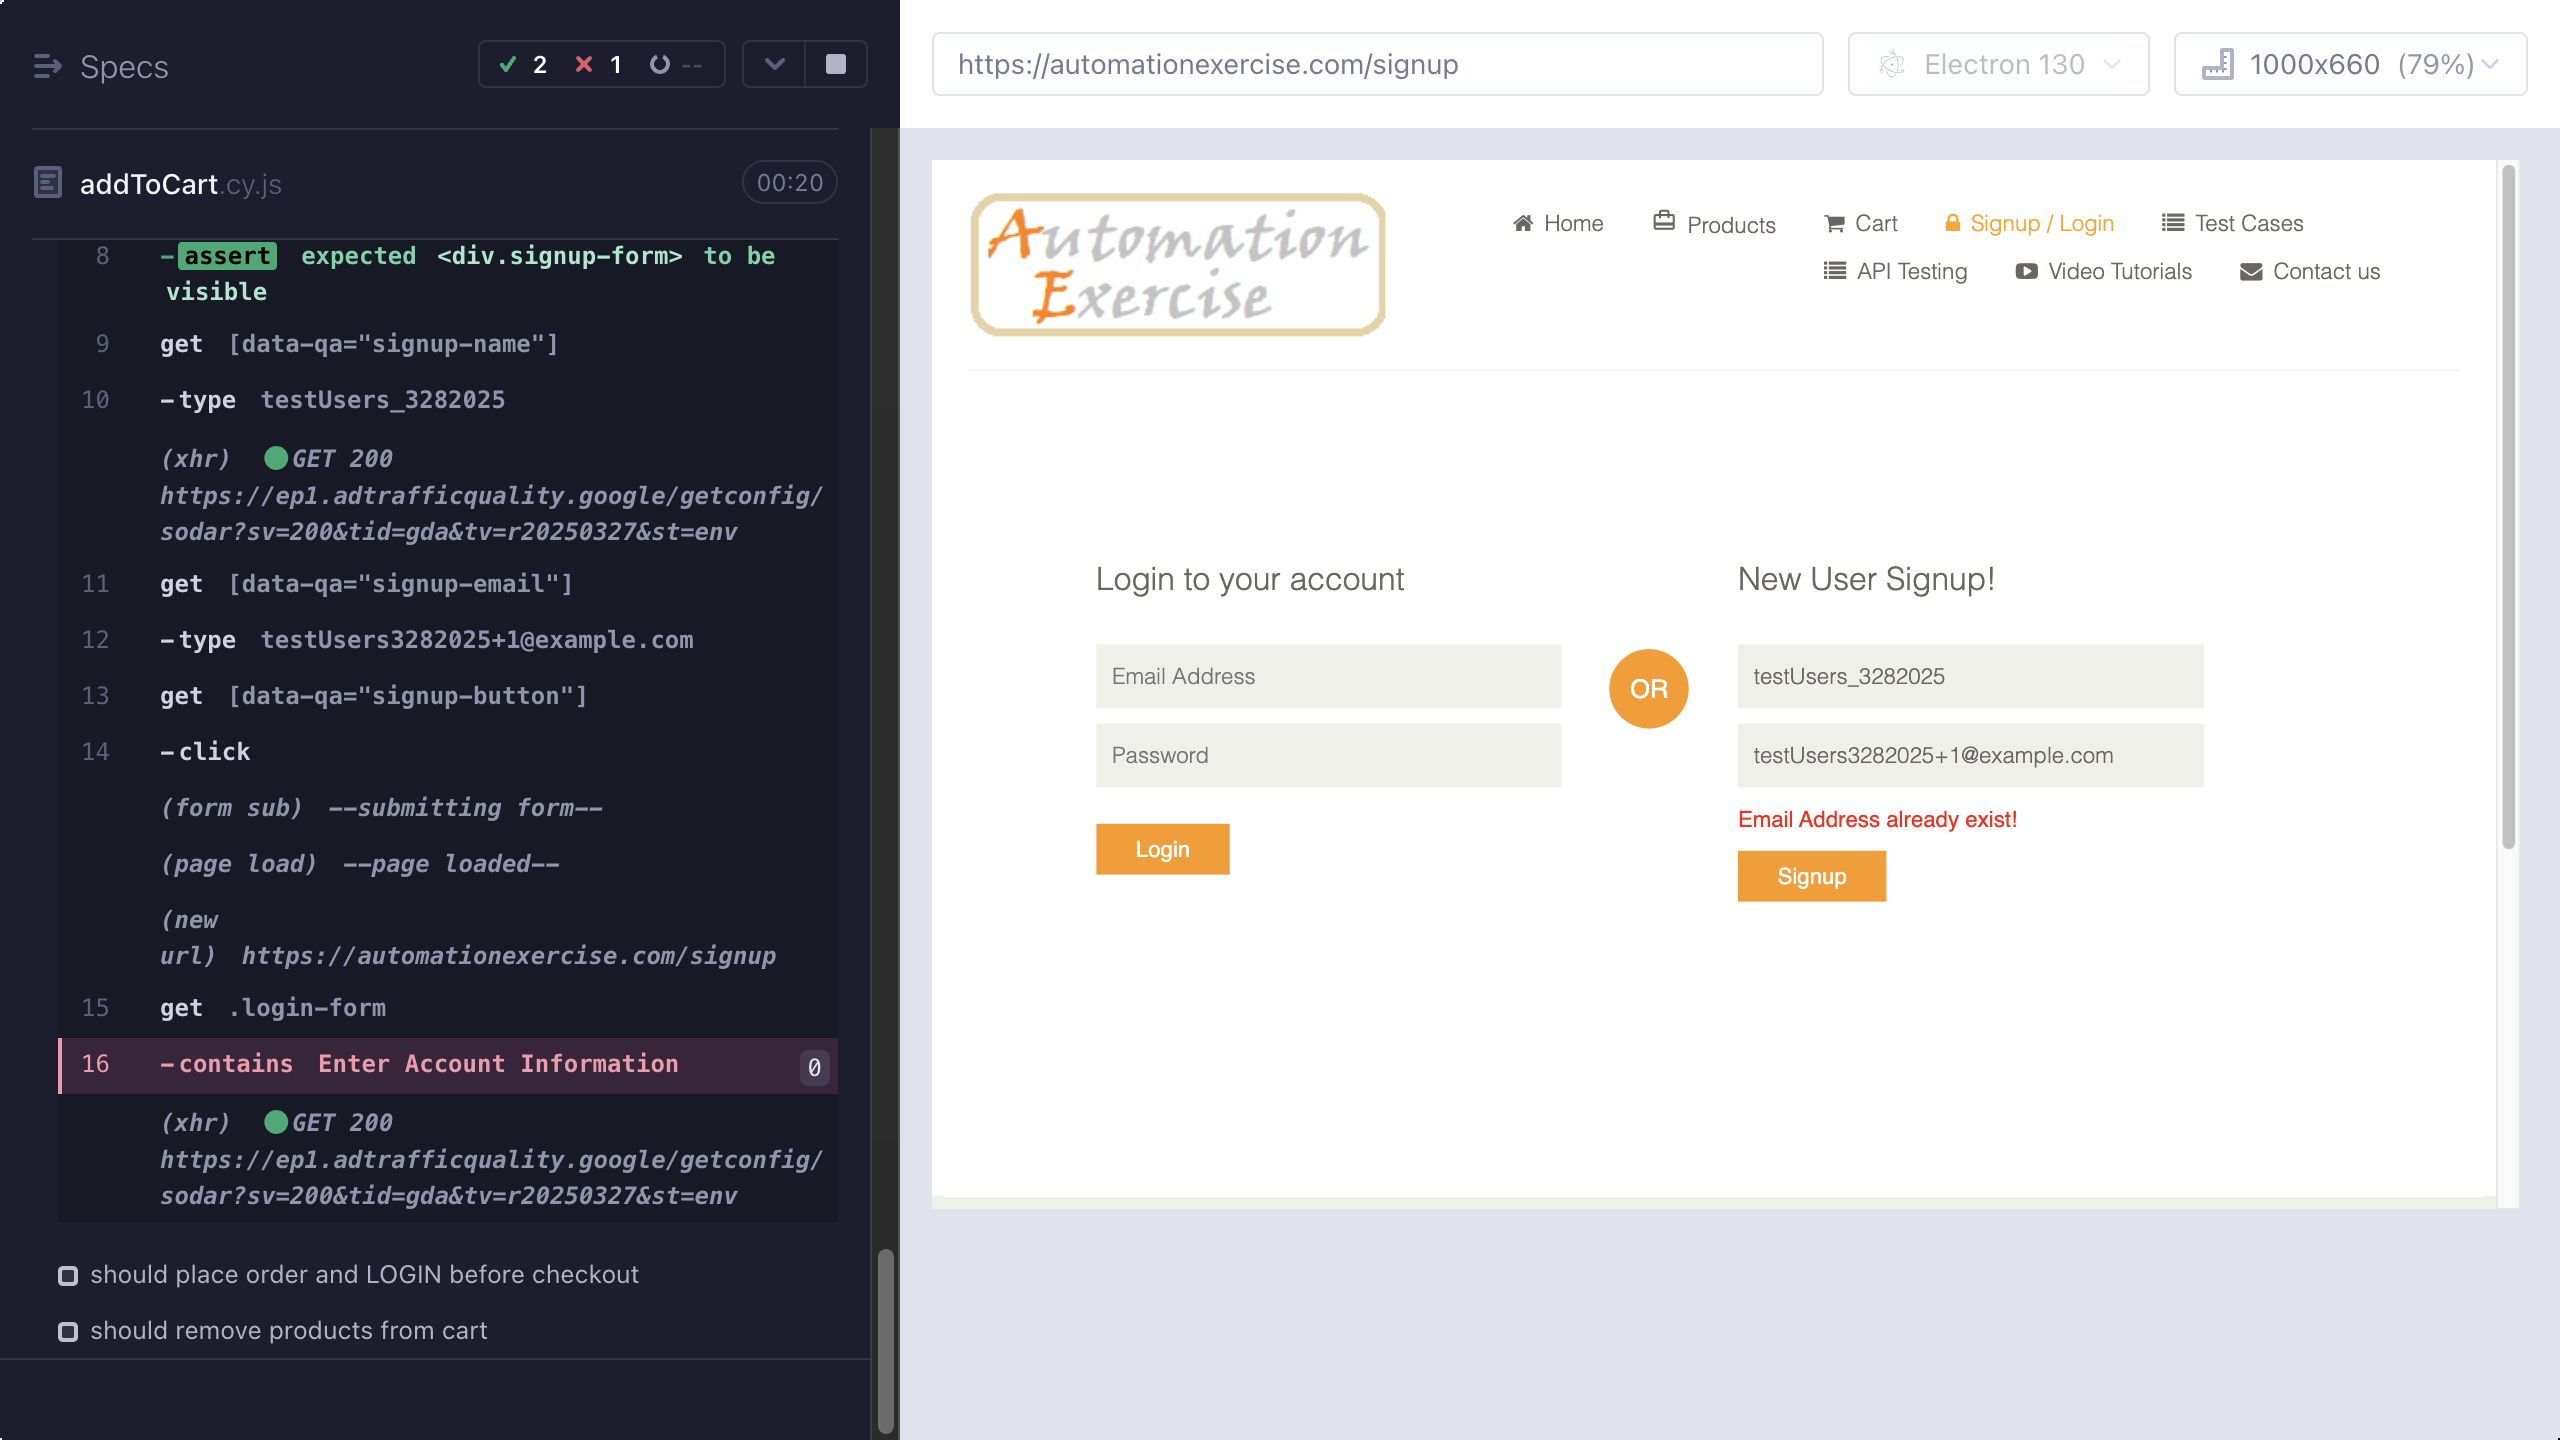 Specs
2
1
--
addToCart.cy.js
00:20
8 -assert expected <div.signup-form> to be
visible
9 get [data-qa="signup-name"]
10 -type testUsers_3282025
(xhr) GET 200
https://ep1.adtrafficquality.google/getconfig/
sodar?sv=200&tid=gda&tv=r20250327&st=env
11 get [data-qa="signup-email"]
12 -type testUsers3282025+1@example.com
13 get [data-qa="signup-button"]
14 -click
(form sub) --submitting form--
(page load) --page loaded--
(new
url) https://automationexercise.com/signup
15 get .login-form
16 -contains Enter Account Information 0
(xhr) GET 200
https://ep1.adtrafficquality.google/getconfig/
sodar?sv=200&tid=gda&tv=r20250327&st=env
should place order and LOGIN before checkout
should remove products from cart
https://automationexercise.com/signup
Electron 130
1000x660 (79%)
Automation
Exercise
Home
Products
Cart
Signup / Login
Test Cases
API Testing
Video Tutorials
Contact us
Login to your account
Email Address
Password
Login
OR
New User Signup!
testUsers_3282025
testUsers3282025+1@example.com
Email Address already exist!
Signup